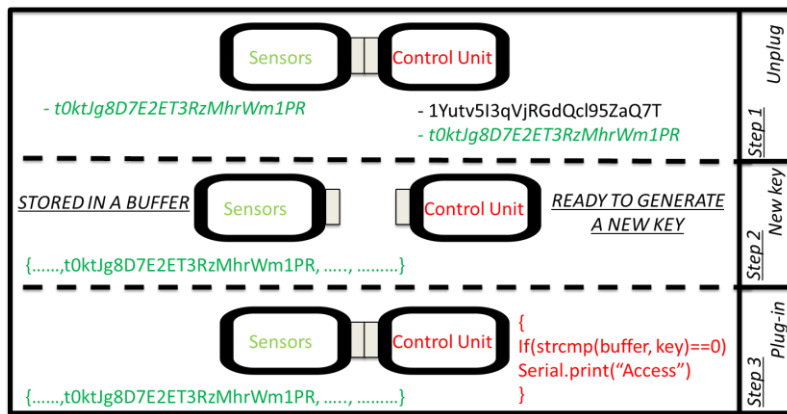 Sensors
Control Unit
Unplug
Step 1
- t0ktJg8D7E2ET3RzMhrWm1PR
- 1Yutv5I3qVjRGdQcl95ZaQ7T
- t0ktJg8D7E2ET3RzMhrWm1PR
STORED IN A BUFFER
Sensors
Control Unit
READY TO GENERATE
A NEW KEY
New key
Step 2
{......,t0ktJg8D7E2ET3RzMhrWm1PR, ....., .........}
Sensors
Control Unit
{
If(strcmp(buffer, key)==0)
Serial.print(“Access”)
}
Plug-in
Step 3
{......,t0ktJg8D7E2ET3RzMhrWm1PR, ....., .........}